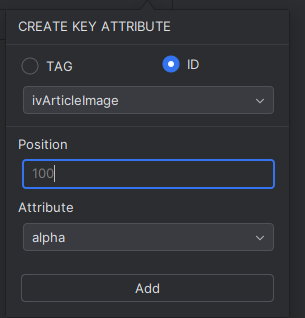 CREATE KEY ATTRIBUTE
TAG
ID
ivArticleImage
Position
100
Attribute
alpha
Add